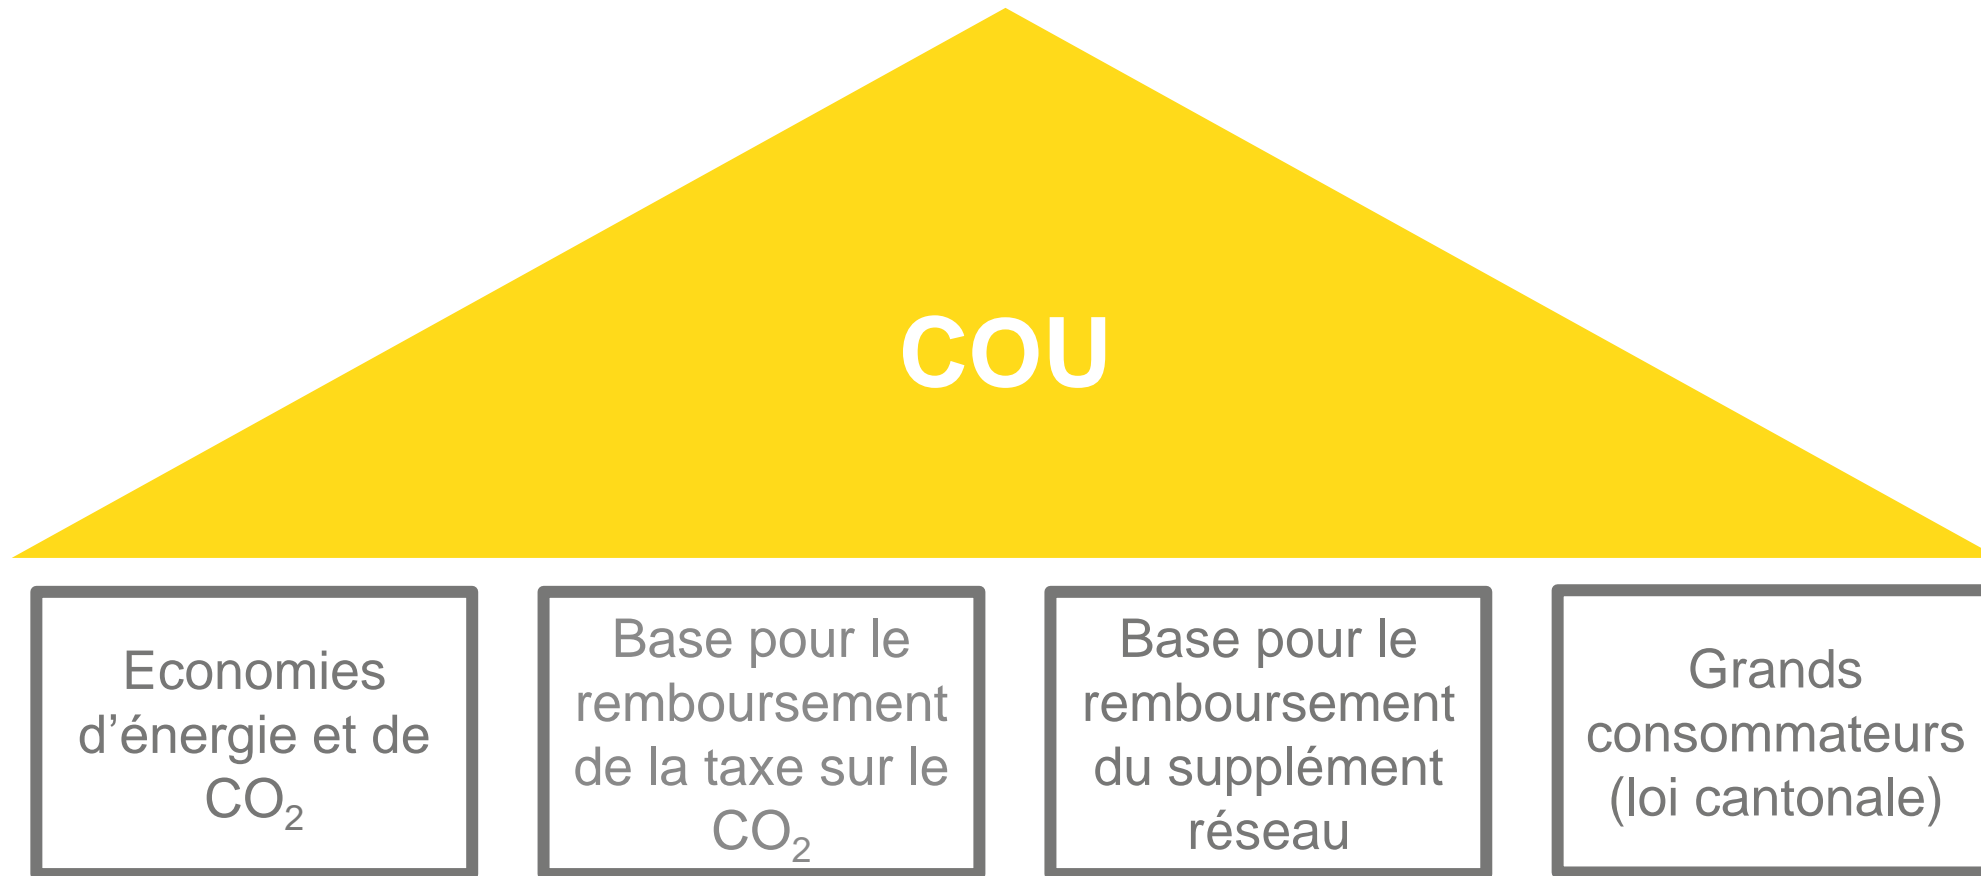 COU
Economies
d’énergie et de
CO₂
Base pour le
remboursement
de la taxe sur le
CO₂
Base pour le
remboursement
du supplément
réseau
Grands
consommateurs
(loi cantonale)